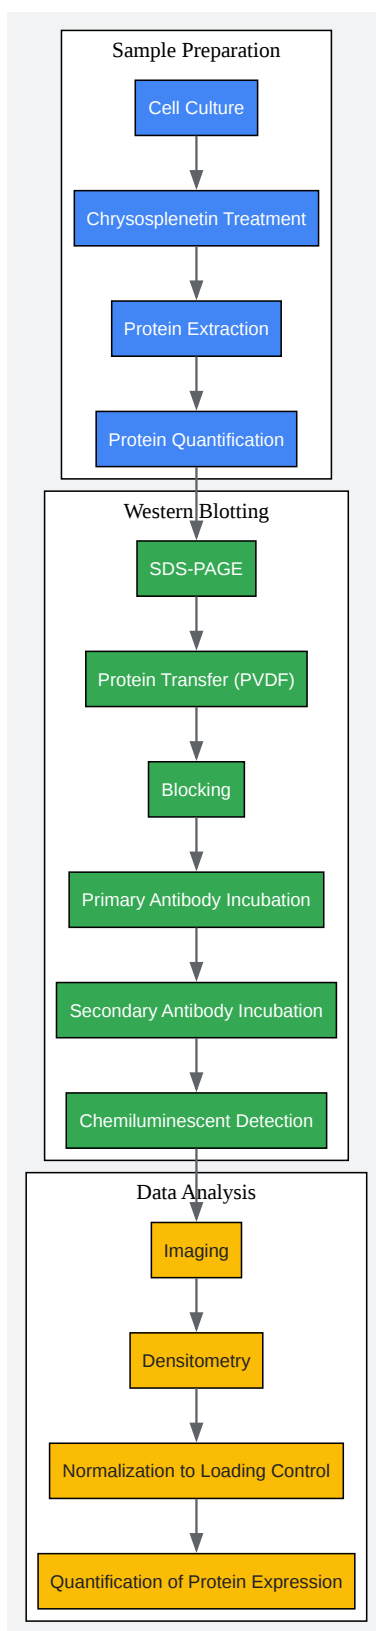 Sample Preparation
Cell Culture
Chrysosplenetin Treatment
Protein Extraction
Protein Quantification
Western Blotting
SDS-PAGE
Protein Transfer (PVDF)
Blocking
Primary Antibody Incubation
Secondary Antibody Incubation
Chemiluminescent Detection
Data Analysis
Imaging
Densitometry
Normalization to Loading Control
Quantification of Protein Expression